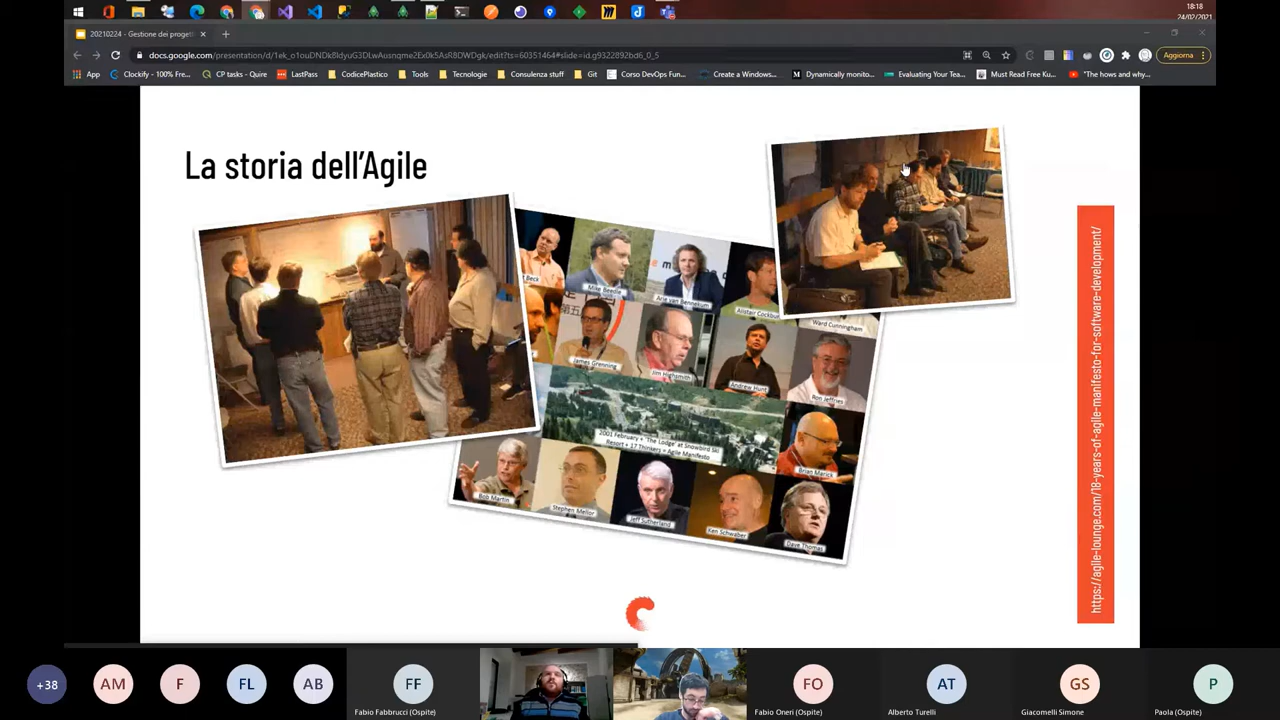 18:18
24/02/2021
20210224 - Gestione dei progett
docs.google.com/presentation/d/1ek_o1ouDNDk8ldyuG3DLwAusnqme2Ex0k5AsR8DWDgk/edit?ts=60351464#slide=id.g9322892bd6_0_5
Aggiorna
App
Clockify - 100% Fre...
CP tasks - Quire
LastPass
CodicePlastico
Tools
Tecnologie
Consulenza stuff
Git
Corso DevOps Fun...
Create a Windows...
Dynamically monito...
Evaluating Your Tea...
Must Read Free Ku...
"The hows and why...
La storia dell'Agile
t Beck
Mike Beedle
Arie van Bennekum
Alistair Cockbur
Ward Cunningham
James Grenning
Jim Highsmith
Andrew Hunt
Ron Jeffries
2001 February + 'The Lodge' at Snowbird Ski
Resort + 17 Thinkers = Agile Manifesto
Brian Marick
Bob Martin
Stephen Mellor
Jeff Sutherland
Ken Schwaber
Dave Thomas
https://agile-lounge.com/18-years-of-agile-manifesto-for-software-development/
+38
AM
F
FL
AB
FF
Fabio Fabbrucci (Ospite)
FO
Fabio Oneri (Ospite)
AT
Alberto Turelli
GS
Giacomelli Simone
P
Paola (Ospite)